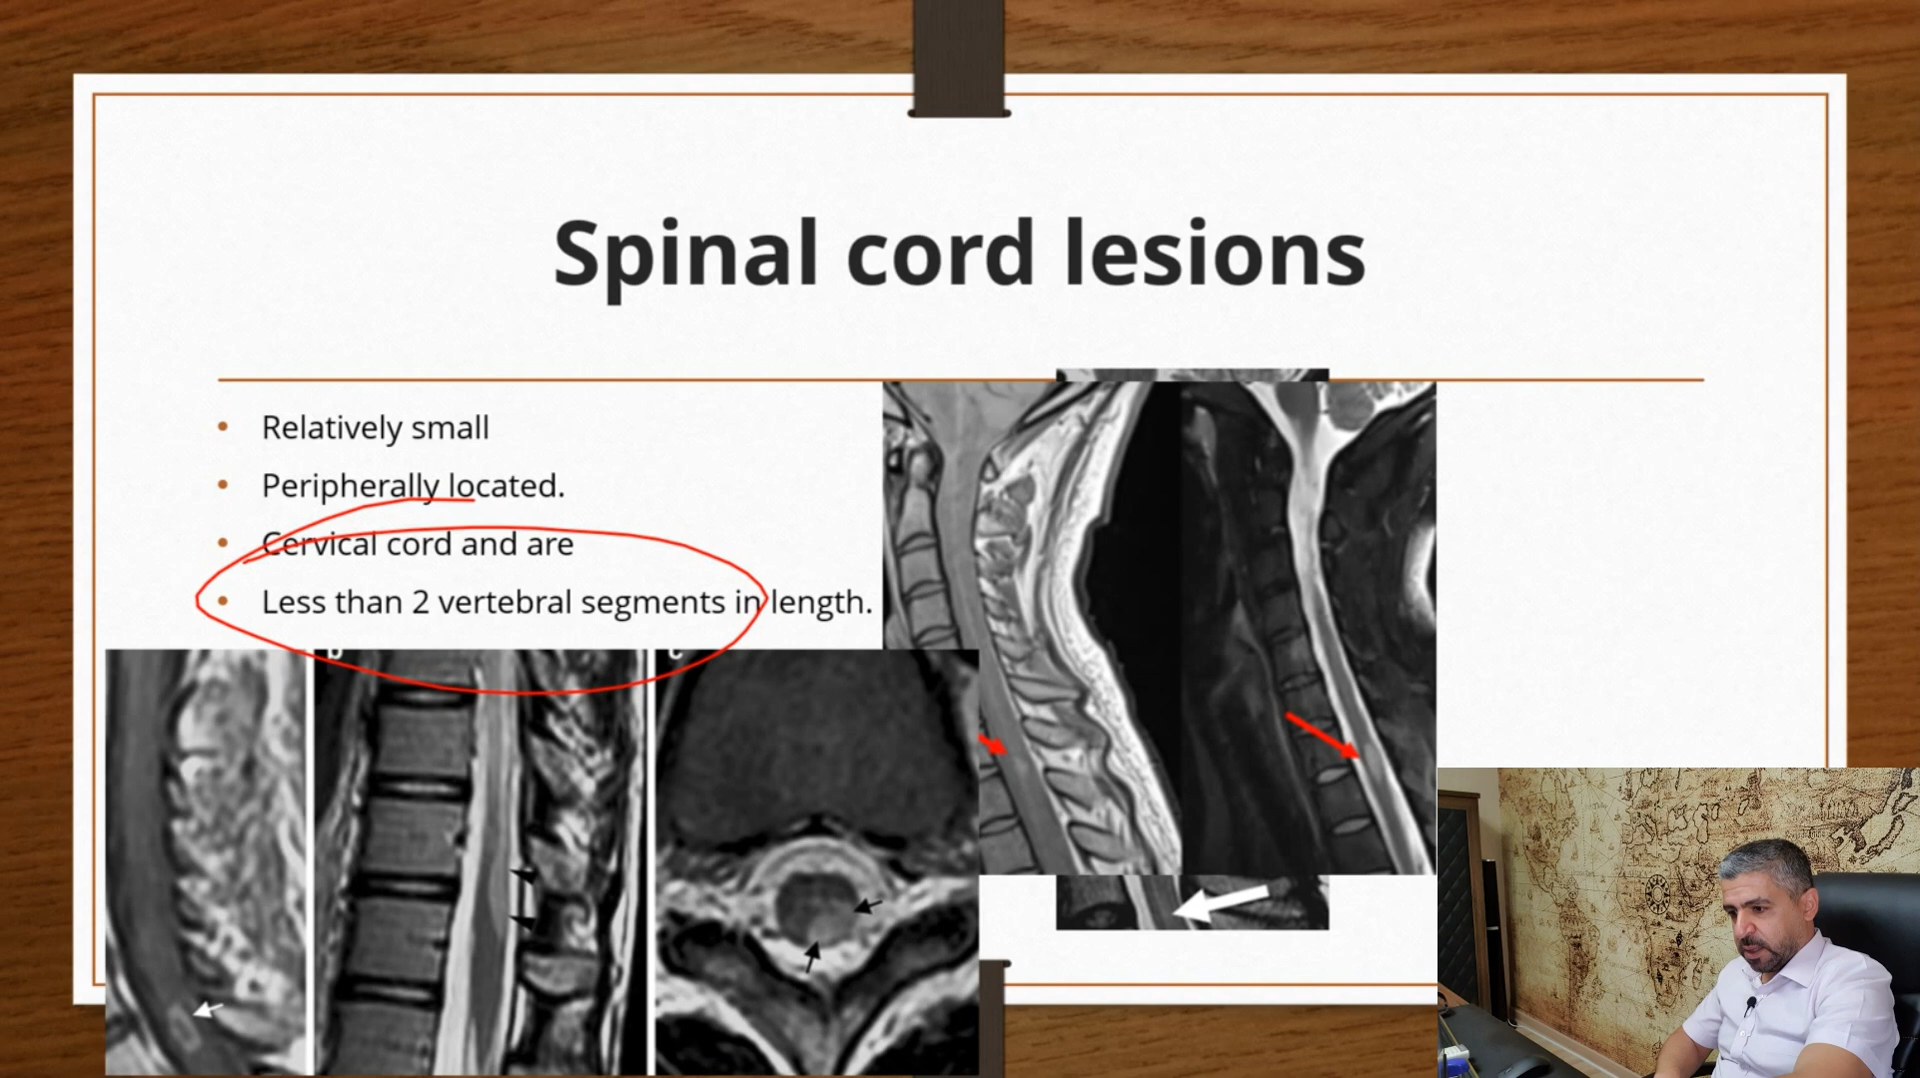 Spinal cord lesions
• Relatively small
• Peripherally located.
• Cervical cord and are
• Less than 2 vertebral segments in length.
b
c